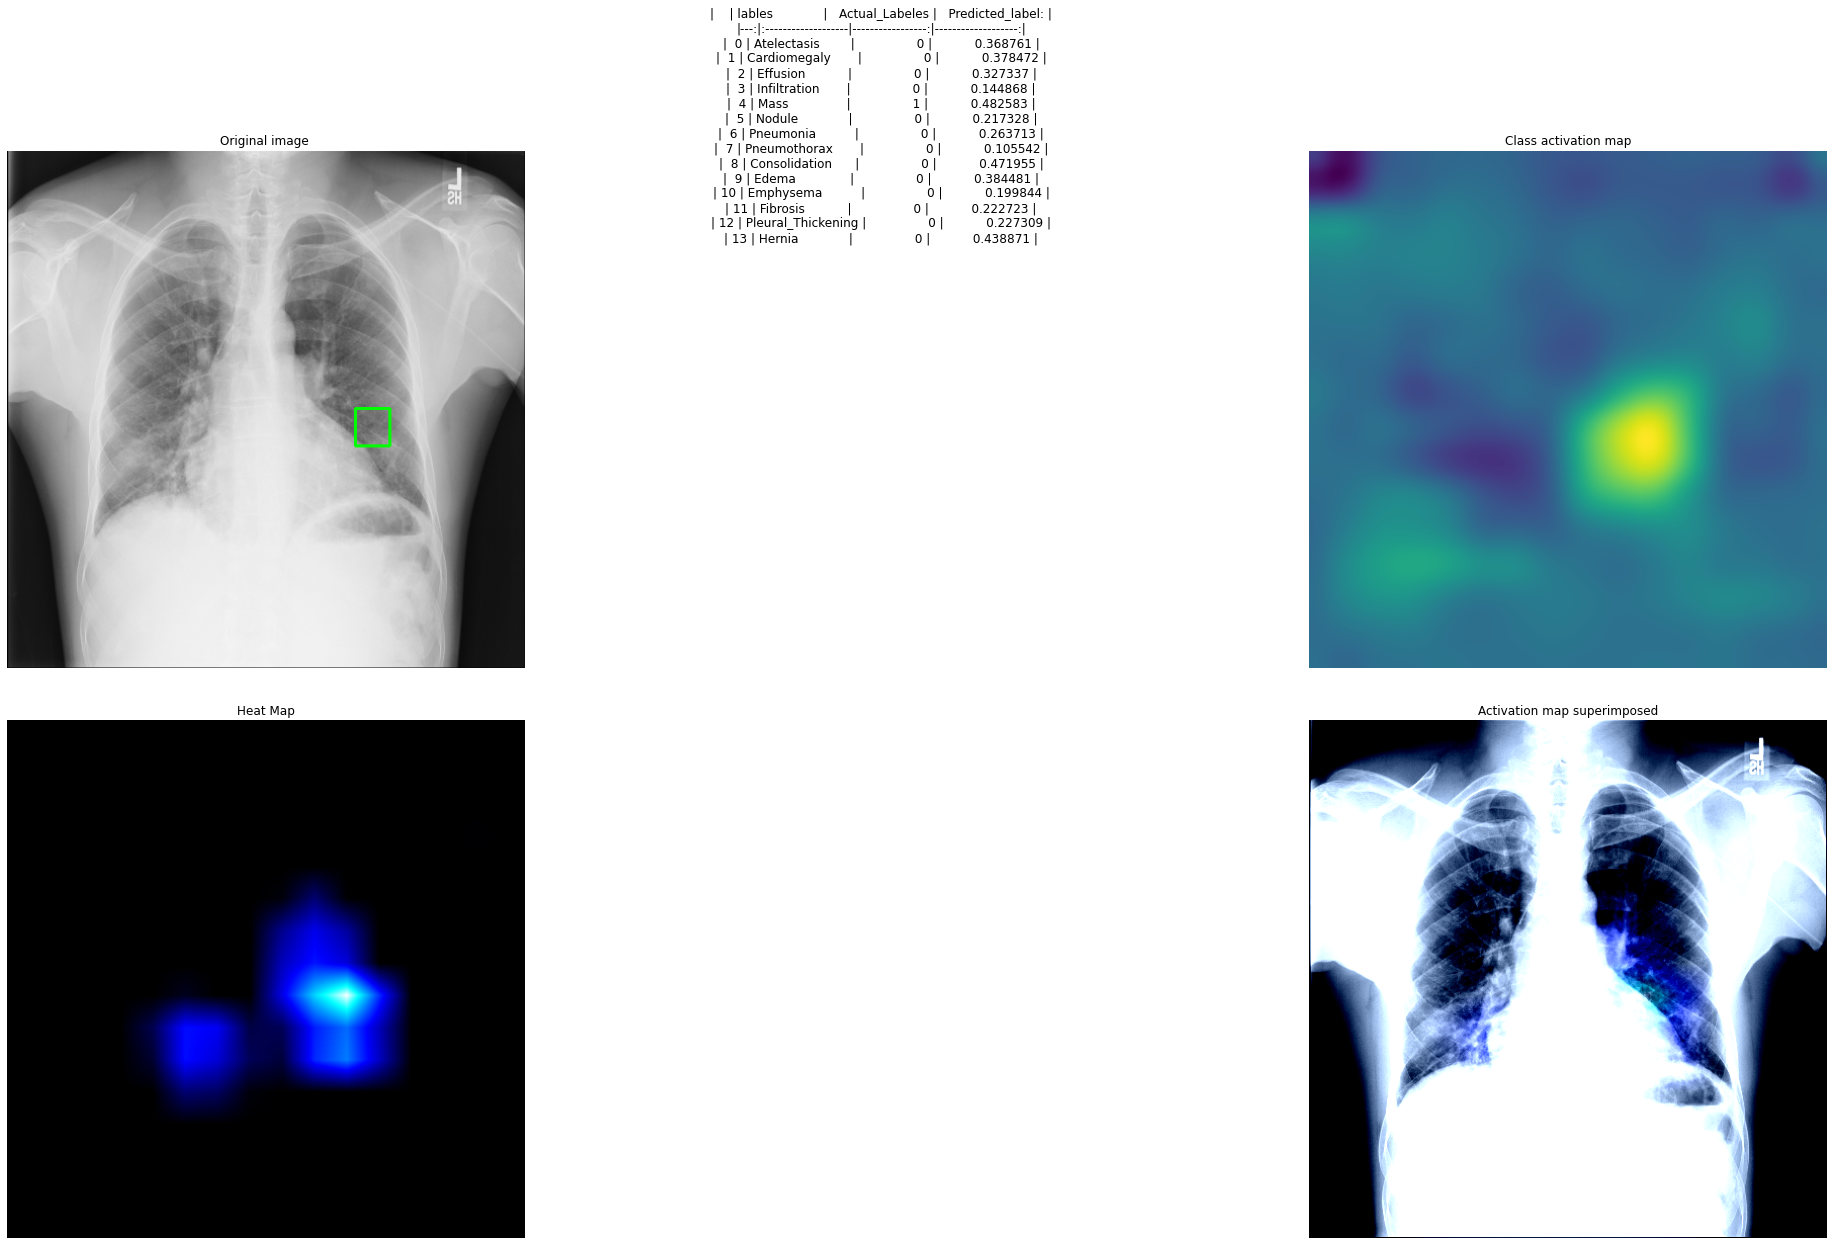 |    | lables             |   Actual_Labeles |   Predicted_label: |
|---:|:-------------------|-----------------:|-------------------:|
|  0 | Atelectasis        |                0 |           0.368761 |
|  1 | Cardiomegaly       |                0 |           0.378472 |
|  2 | Effusion           |                0 |           0.327337 |
|  3 | Infiltration       |                0 |           0.144868 |
|  4 | Mass               |                1 |           0.482583 |
|  5 | Nodule             |                0 |           0.217328 |
|  6 | Pneumonia          |                0 |           0.263713 |
|  7 | Pneumothorax       |                0 |           0.105542 |
|  8 | Consolidation      |                0 |           0.471955 |
|  9 | Edema              |                0 |           0.384481 |
| 10 | Emphysema          |                0 |           0.199844 |
| 11 | Fibrosis           |                0 |           0.222723 |
| 12 | Pleural_Thickening |                0 |           0.227309 |
| 13 | Hernia             |                0 |           0.438871 |
Original image
Class activation map
L
Heat Map
Activation map superimposed
L